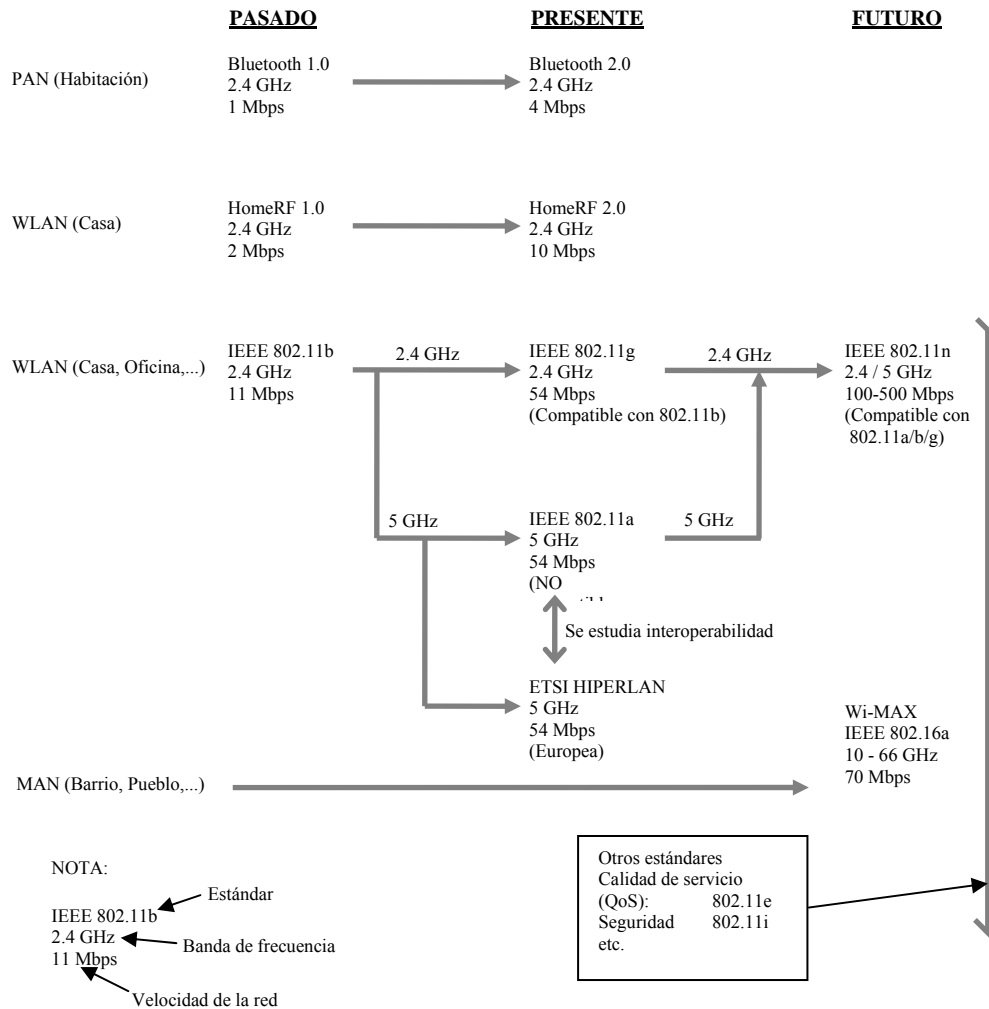 PASADO PRESENTE FUTURO
PAN (Habitación)
Bluetooth 1.0
2.4 GHz
1 Mbps
Bluetooth 2.0
2.4 GHz
4 Mbps
WLAN (Casa)
HomeRF 1.0
2.4 GHz
2 Mbps
HomeRF 2.0
2.4 GHz
10 Mbps
WLAN (Casa, Oficina,...)
IEEE 802.11b
2.4 GHz
11 Mbps
2.4 GHz
IEEE 802.11g
2.4 GHz
54 Mbps
(Compatible con 802.11b)
2.4 GHz
IEEE 802.11n
2.4 / 5 GHz
100-500 Mbps
(Compatible con
802.11a/b/g)
5 GHz
IEEE 802.11a
5 GHz
54 Mbps
(NO
5 GHz
Se estudia interoperabilidad
ETSI HIPERLAN
5 GHz
54 Mbps
(Europea)
Wi-MAX
IEEE 802.16a
10 - 66 GHz
70 Mbps
MAN (Barrio, Pueblo,...)
NOTA:
Estándar
IEEE 802.11b
2.4 GHz
Banda de frecuencia
11 Mbps
Velocidad de la red
Otros estándares
Calidad de servicio
(QoS): 802.11e
Seguridad 802.11i
etc.